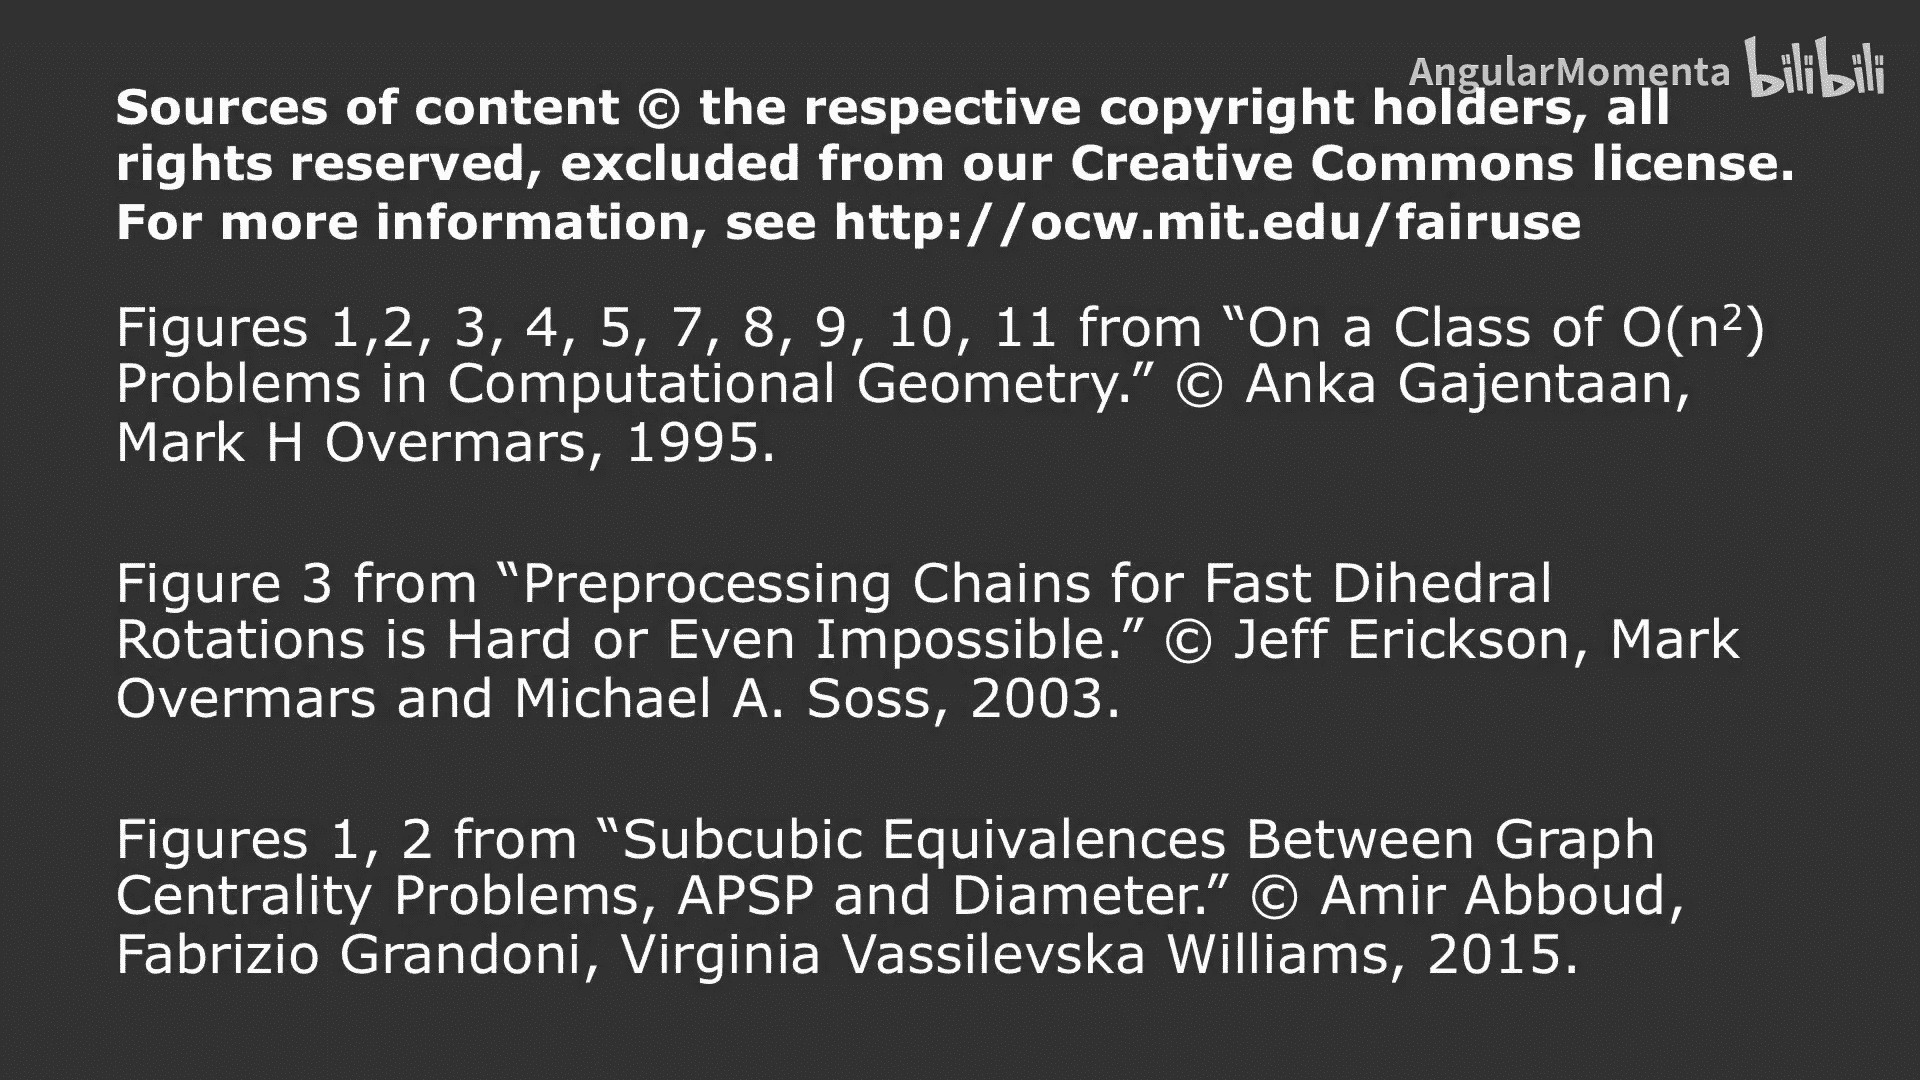 AngularMomenta bilibili
Sources of content © the respective copyright holders, all
rights reserved, excluded from our Creative Commons license.
For more information, see http://ocw.mit.edu/fairuse
Figures 1,2, 3, 4, 5, 7, 8, 9, 10, 11 from “On a Class of O(n²)
Problems in Computational Geometry.” © Anka Gajentaan,
Mark H Overmars, 1995.
Figure 3 from “Preprocessing Chains for Fast Dihedral
Rotations is Hard or Even Impossible.” © Jeff Erickson, Mark
Overmars and Michael A. Soss, 2003.
Figures 1, 2 from “Subcubic Equivalences Between Graph
Centrality Problems, APSP and Diameter.” © Amir Abboud,
Fabrizio Grandoni, Virginia Vassilevska Williams, 2015.